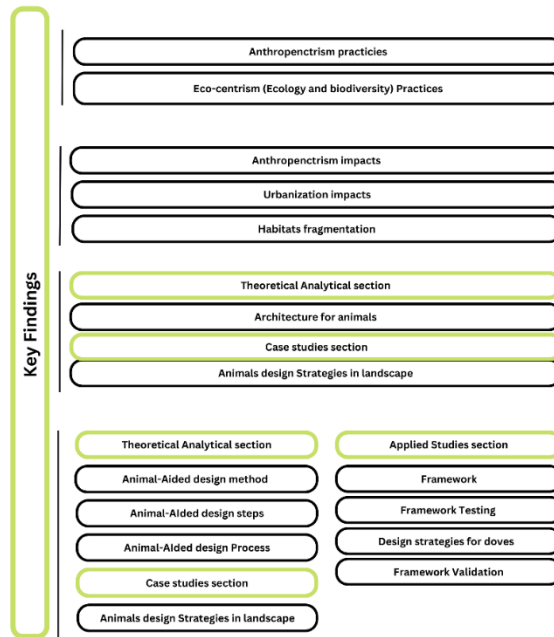 Key Findings
Anthropenctrism practicies
Eco-centrism (Ecology and biodiversity) Practices
Anthropenctrism impacts
Urbanization impacts
Habitats fragmentation
Theoretical Analytical section
Architecture for animals
Case studies section
Animals design Strategies in landscape
Theoretical Analytical section
Animal-Aided design method
Animal-AIded design steps
Animal-AIded design Process
Case studies section
Animals design Strategies in landscape
Applied Studies section
Framework
Framework Testing
Design strategies for doves
Framework Validation